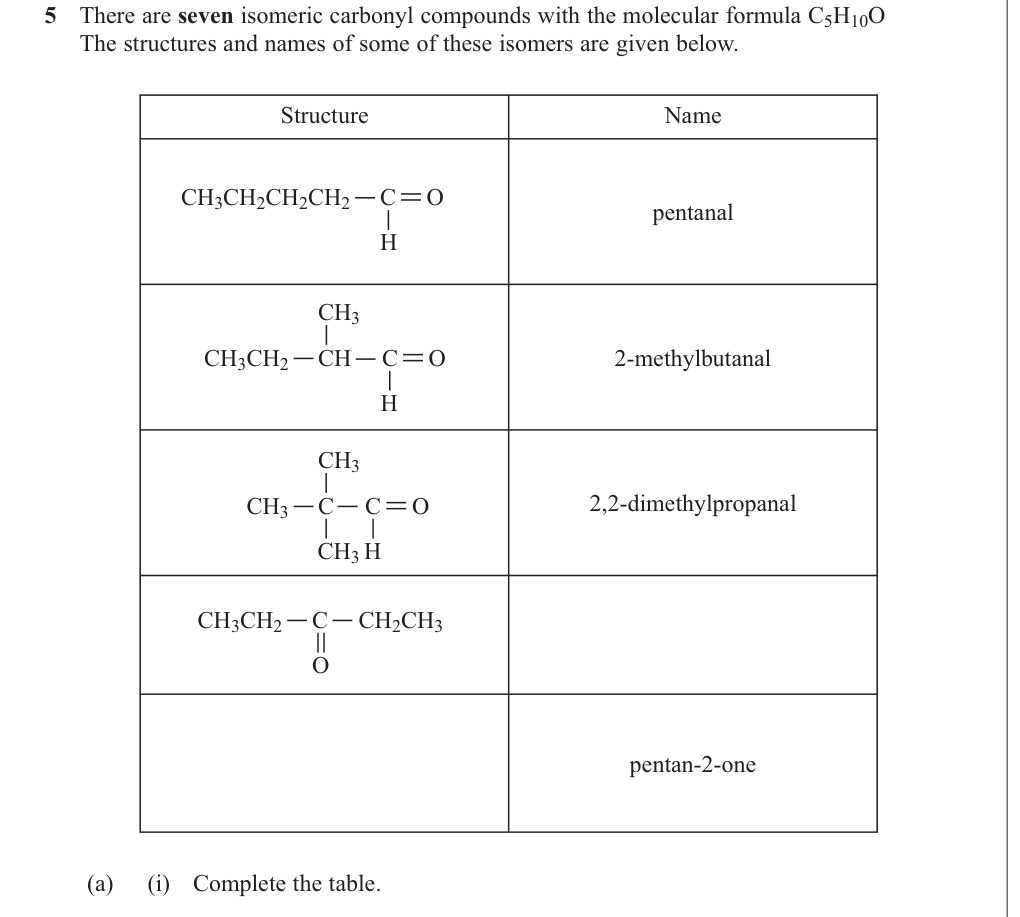 5 There are seven isomeric carbonyl compounds with the molecular formula C₅H₁₀O
The structures and names of some of these isomers are given below.
Structure Name
CH₃CH₂CH₂CH₂—C=O
|
H
pentanal
CH₃
|
CH₃CH₂—CH—C=O
|
H
2-methylbutanal
CH₃
|
CH₃—C—C=O
| |
CH₃ H
2,2-dimethylpropanal
CH₃CH₂—C—CH₂CH₃
||
O
pentan-2-one
(a) (i) Complete the table.